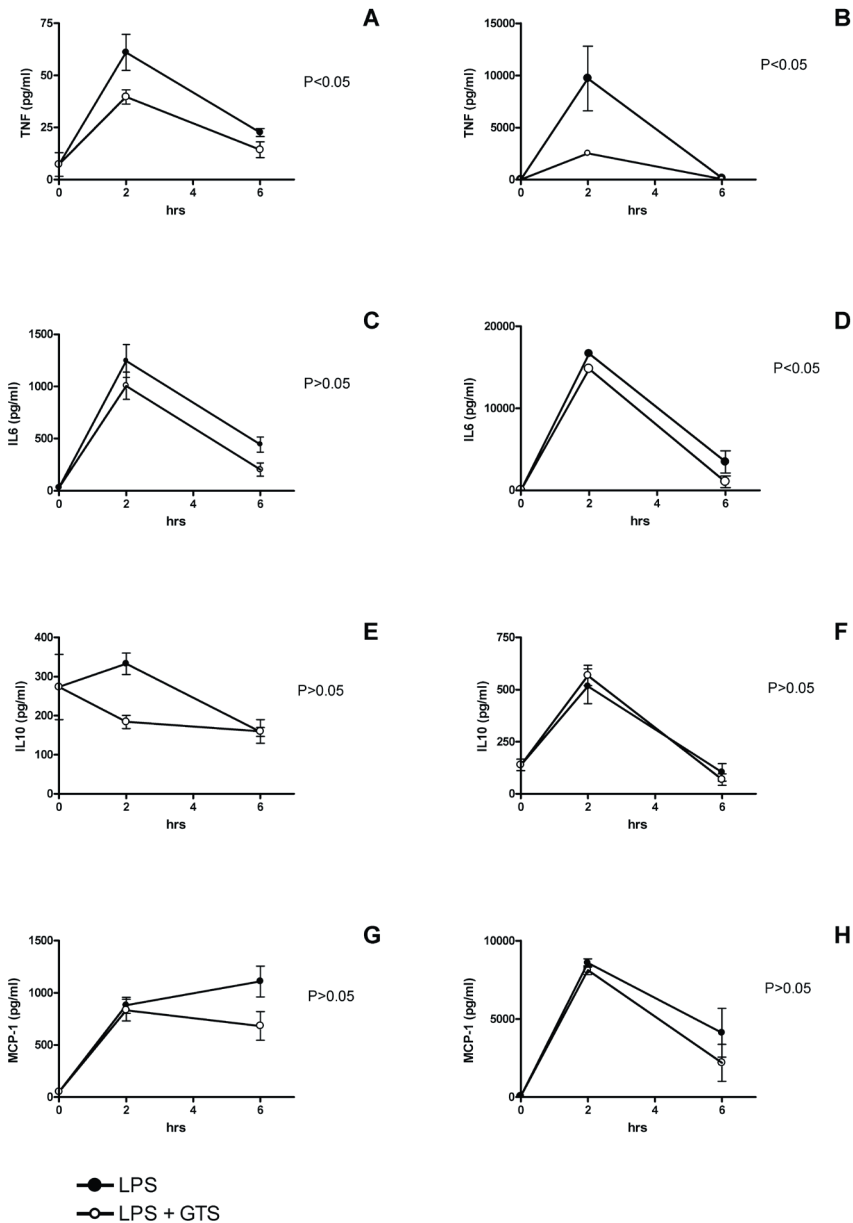 A
TNF (pg/ml)
75
50
25
0
0 2 4 6
hrs
P<0.05
B
TNF (pg/ml)
15000
10000
5000
0
0 2 4 6
hrs
P<0.05
C
IL6 (pg/ml)
1500
1000
500
0
0 2 4 6
hrs
P>0.05
D
IL6 (pg/ml)
20000
10000
0
0 2 4 6
hrs
P<0.05
E
IL10 (pg/ml)
400
300
200
100
0
0 2 4 6
hrs
P>0.05
F
IL10 (pg/ml)
750
500
250
0
0 2 4 6
hrs
P>0.05
G
MCP-1 (pg/ml)
1500
1000
500
0
0 2 4 6
hrs
P>0.05
H
MCP-1 (pg/ml)
10000
5000
0
0 2 4 6
hrs
P>0.05
LPS
LPS + GTS